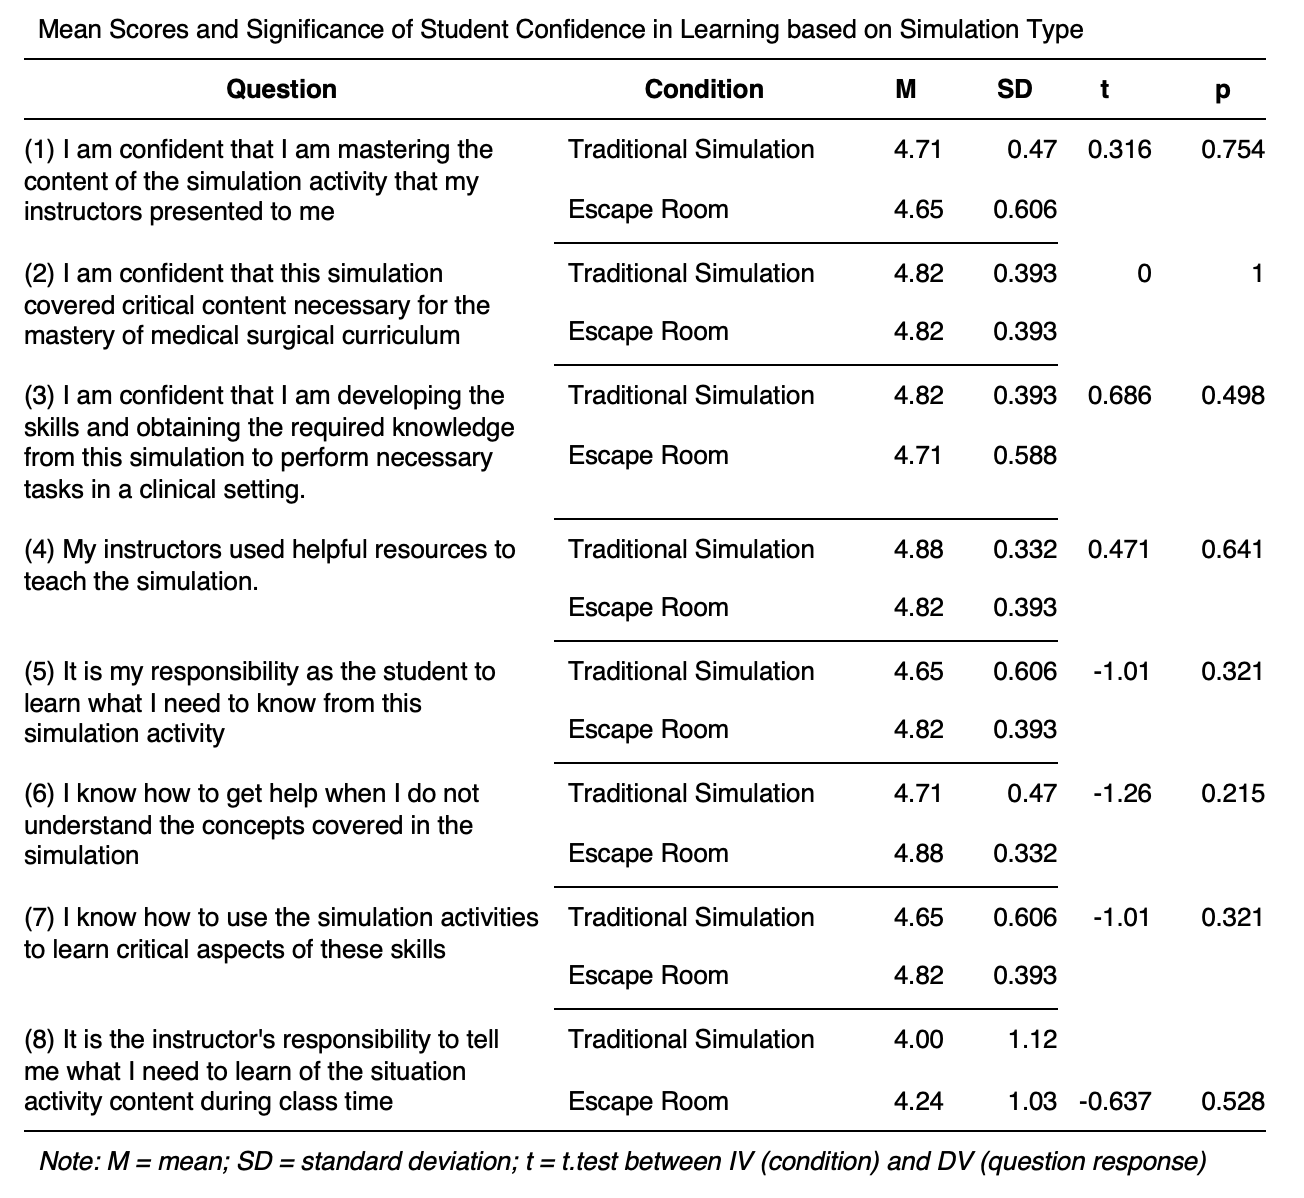 Mean Scores and Significance of Student Confidence in Learning based on Simulation Type
Question Condition M SD t p
(1) I am confident that I am mastering the Traditional Simulation 4.71 0.47 0.316 0.754
content of the simulation activity that my
instructors presented to me Escape Room 4.65 0.606
(2) I am confident that this simulation Traditional Simulation 4.82 0.393 0 1
covered critical content necessary for the
mastery of medical surgical curriculum Escape Room 4.82 0.393
(3) I am confident that I am developing the Traditional Simulation 4.82 0.393 0.686 0.498
skills and obtaining the required knowledge
from this simulation to perform necessary Escape Room 4.71 0.588
tasks in a clinical setting.
(4) My instructors used helpful resources to Traditional Simulation 4.88 0.332 0.471 0.641
teach the simulation.
Escape Room 4.82 0.393
(5) It is my responsibility as the student to Traditional Simulation 4.65 0.606 -1.01 0.321
learn what I need to know from this
simulation activity Escape Room 4.82 0.393
(6) I know how to get help when I do not Traditional Simulation 4.71 0.47 -1.26 0.215
understand the concepts covered in the
simulation Escape Room 4.88 0.332
(7) I know how to use the simulation activities Traditional Simulation 4.65 0.606 -1.01 0.321
to learn critical aspects of these skills
Escape Room 4.82 0.393
(8) It is the instructor's responsibility to tell Traditional Simulation 4.00 1.12
me what I need to learn of the situation
activity content during class time Escape Room 4.24 1.03 -0.637 0.528
Note: M = mean; SD = standard deviation; t = t.test between IV (condition) and DV (question response)